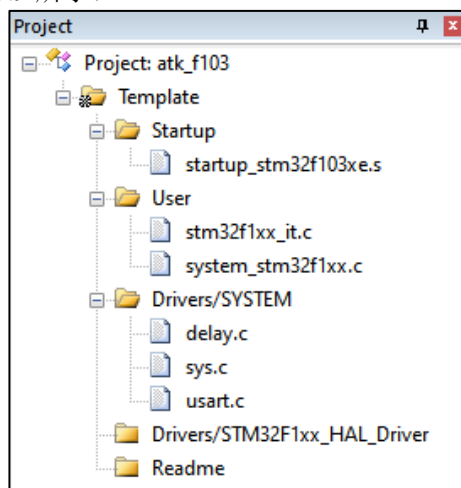 Project
Project: atk_f103
Template
Startup
startup_stm32f103xe.s
User
stm32f1xx_it.c
system_stm32f1xx.c
Drivers/SYSTEM
delay.c
sys.c
usart.c
Drivers/STM32F1xx_HAL_Driver
Readme